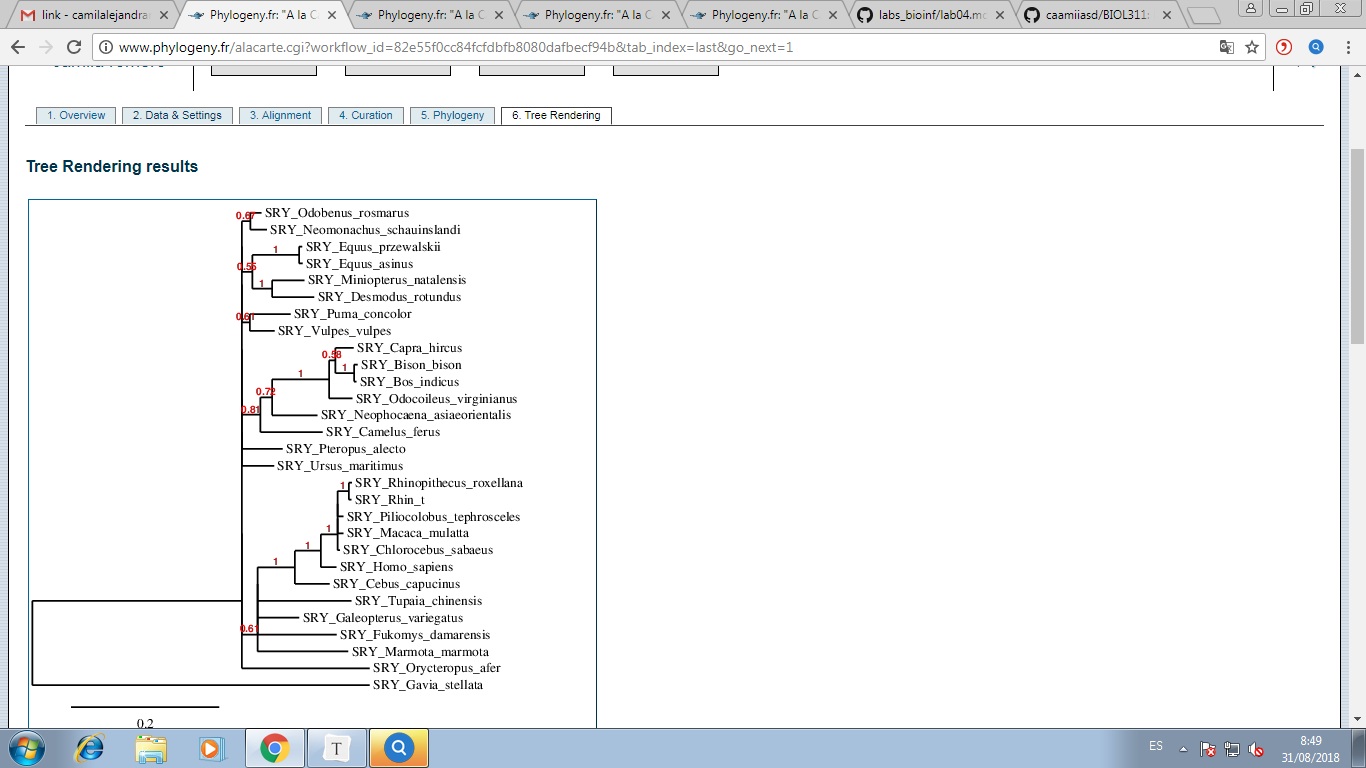 link - camilalejandra
Phylogeny.fr: "A la C
Phylogeny.fr: "A la C
Phylogeny.fr: "A la C
Phylogeny.fr: "A la C
labs_bioinf/lab04.mc
caamiiasd/BIOL311:
www.phylogeny.fr/alacarte.cgi?workflow_id=82e55f0cc84fcfdbfb8080dafbecf94b&tab_index=last&go_next=1
1. Overview
2. Data & Settings
3. Alignment
4. Curation
5. Phylogeny
6. Tree Rendering
Tree Rendering results
0.67
SRY_Odobenus_rosmarus
SRY_Neomonachus_schauinslandi
1
SRY_Equus_przewalskii
SRY_Equus_asinus
1
SRY_Miniopterus_natalensis
SRY_Desmodus_rotundus
0.61
SRY_Puma_concolor
SRY_Vulpes_vulpes
SRY_Capra_hircus
0.58
1
SRY_Bison_bison
1
SRY_Bos_indicus
0.72
SRY_Odocoileus_virginianus
0.81
SRY_Neophocaena_asiaeorientalis
SRY_Camelus_ferus
SRY_Pteropus_alecto
SRY_Ursus_maritimus
1
SRY_Rhinopithecus_roxellana
SRY_Rhin_t
SRY_Piliocolobus_tephrosceles
1
SRY_Macaca_mulatta
1
SRY_Chlorocebus_sabaeus
1
SRY_Homo_sapiens
SRY_Cebus_capucinus
SRY_Tupaia_chinensis
SRY_Galeopterus_variegatus
0.61
SRY_Fukomys_damarensis
SRY_Marmota_marmota
SRY_Orycteropus_afer
SRY_Gavia_stellata
0.2
T
ES
8:49
31/08/2018